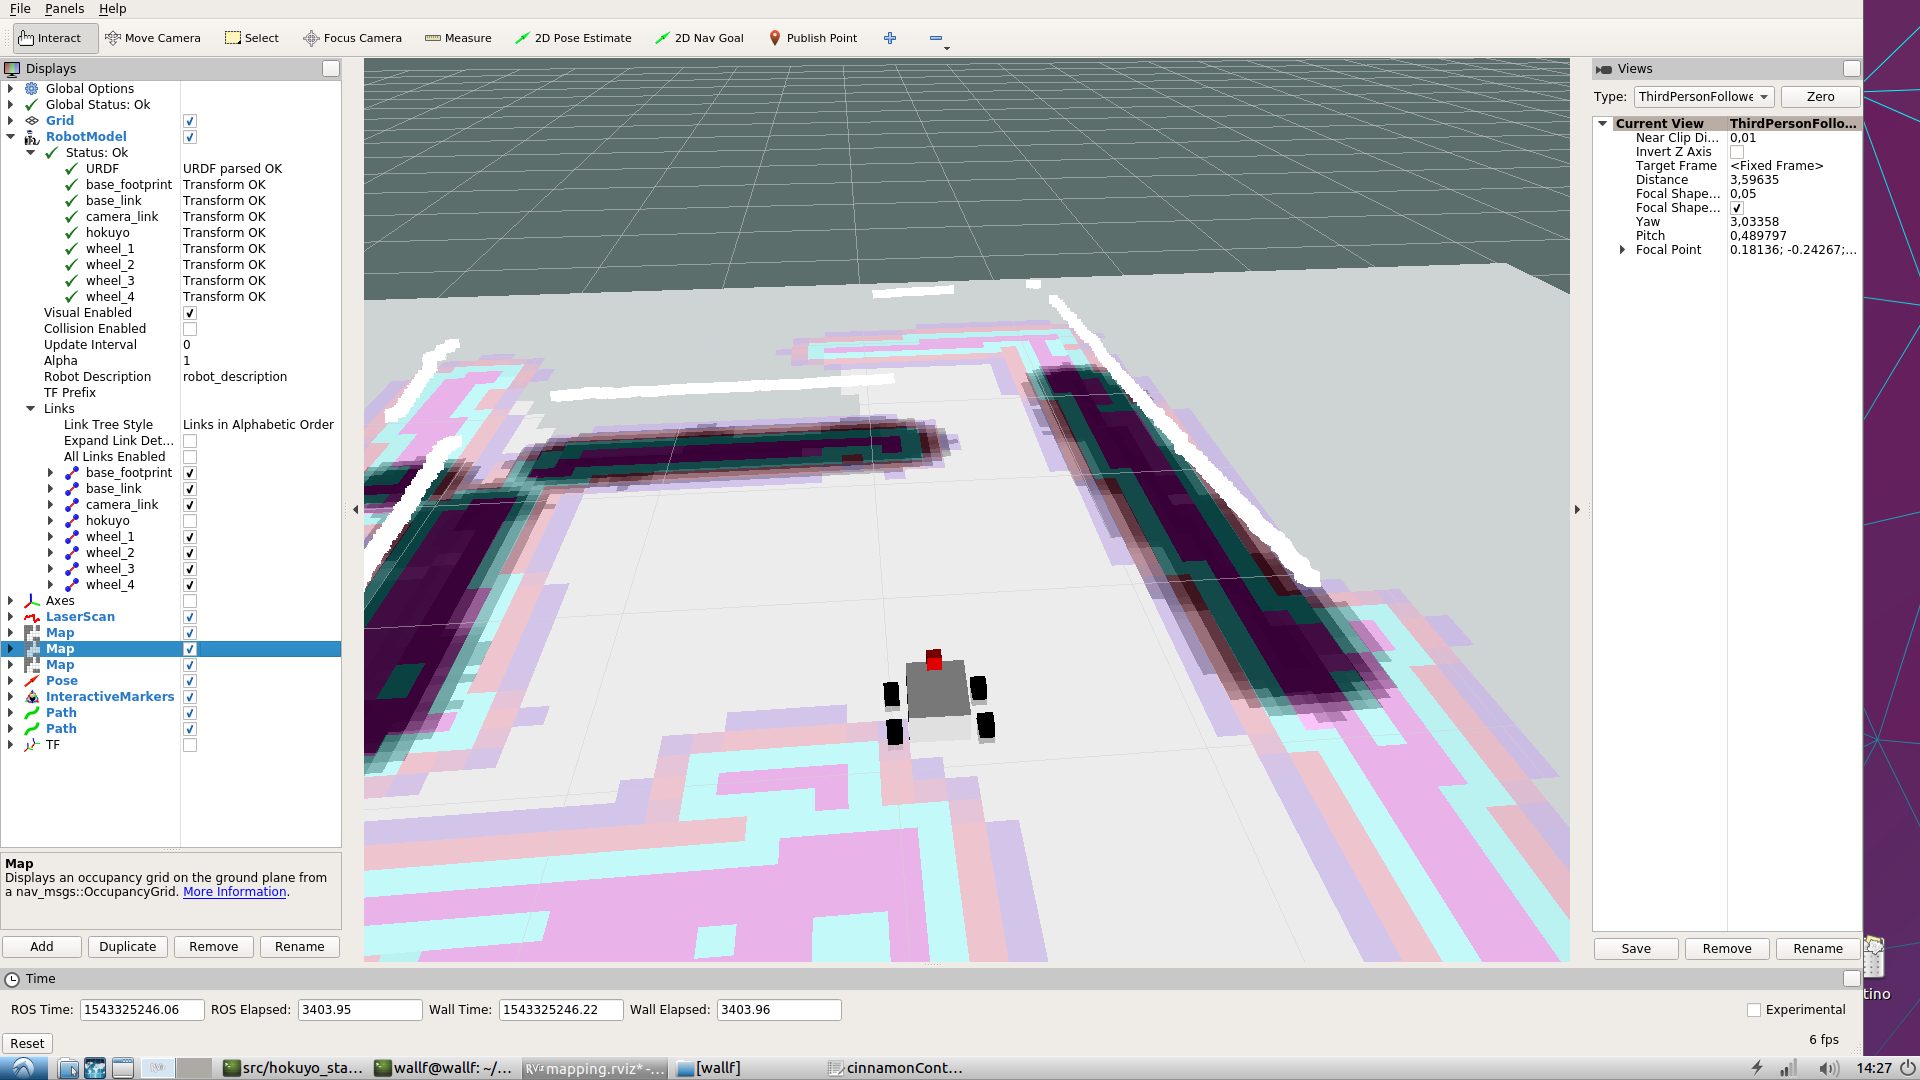 File Panels Help
Interact Move Camera Select Focus Camera Measure 2D Pose Estimate 2D Nav Goal Publish Point
Displays
Global Options
Global Status: Ok
Grid
RobotModel
Status: Ok
URDF URDF parsed OK
base_footprint Transform OK
base_link Transform OK
camera_link Transform OK
hokuyo Transform OK
wheel_1 Transform OK
wheel_2 Transform OK
wheel_3 Transform OK
wheel_4 Transform OK
Visual Enabled
Collision Enabled
Update Interval 0
Alpha 1
Robot Description robot_description
TF Prefix
Links
Link Tree Style Links in Alphabetic Order
Expand Link Det...
All Links Enabled
base_footprint
base_link
camera_link
hokuyo
wheel_1
wheel_2
wheel_3
wheel_4
Axes
LaserScan
Map
Map
Map
Pose
InteractiveMarkers
Path
Path
TF
Map
Displays an occupancy grid on the ground plane from
a nav_msgs::OccupancyGrid. More Information.
Add Duplicate Remove Rename
Views
Type: ThirdPersonFollowe Zero
Current View ThirdPersonFollo...
Near Clip Di... 0,01
Invert Z Axis
Target Frame <Fixed Frame>
Distance 3,59635
Focal Shape... 0,05
Focal Shape...
Yaw 3,03358
Pitch 0,489797
Focal Point 0.18136; -0.24267;...
Save Remove Rename
tino
Time
ROS Time: 1543325246.06 ROS Elapsed: 3403.95 Wall Time: 1543325246.22 Wall Elapsed: 3403.96 Experimental
Reset 6 fps
src/hokuyo_sta... wallf@wallf: ~/... RViz mapping.rviz* -... [wallf] cinnamonCont... 14:27